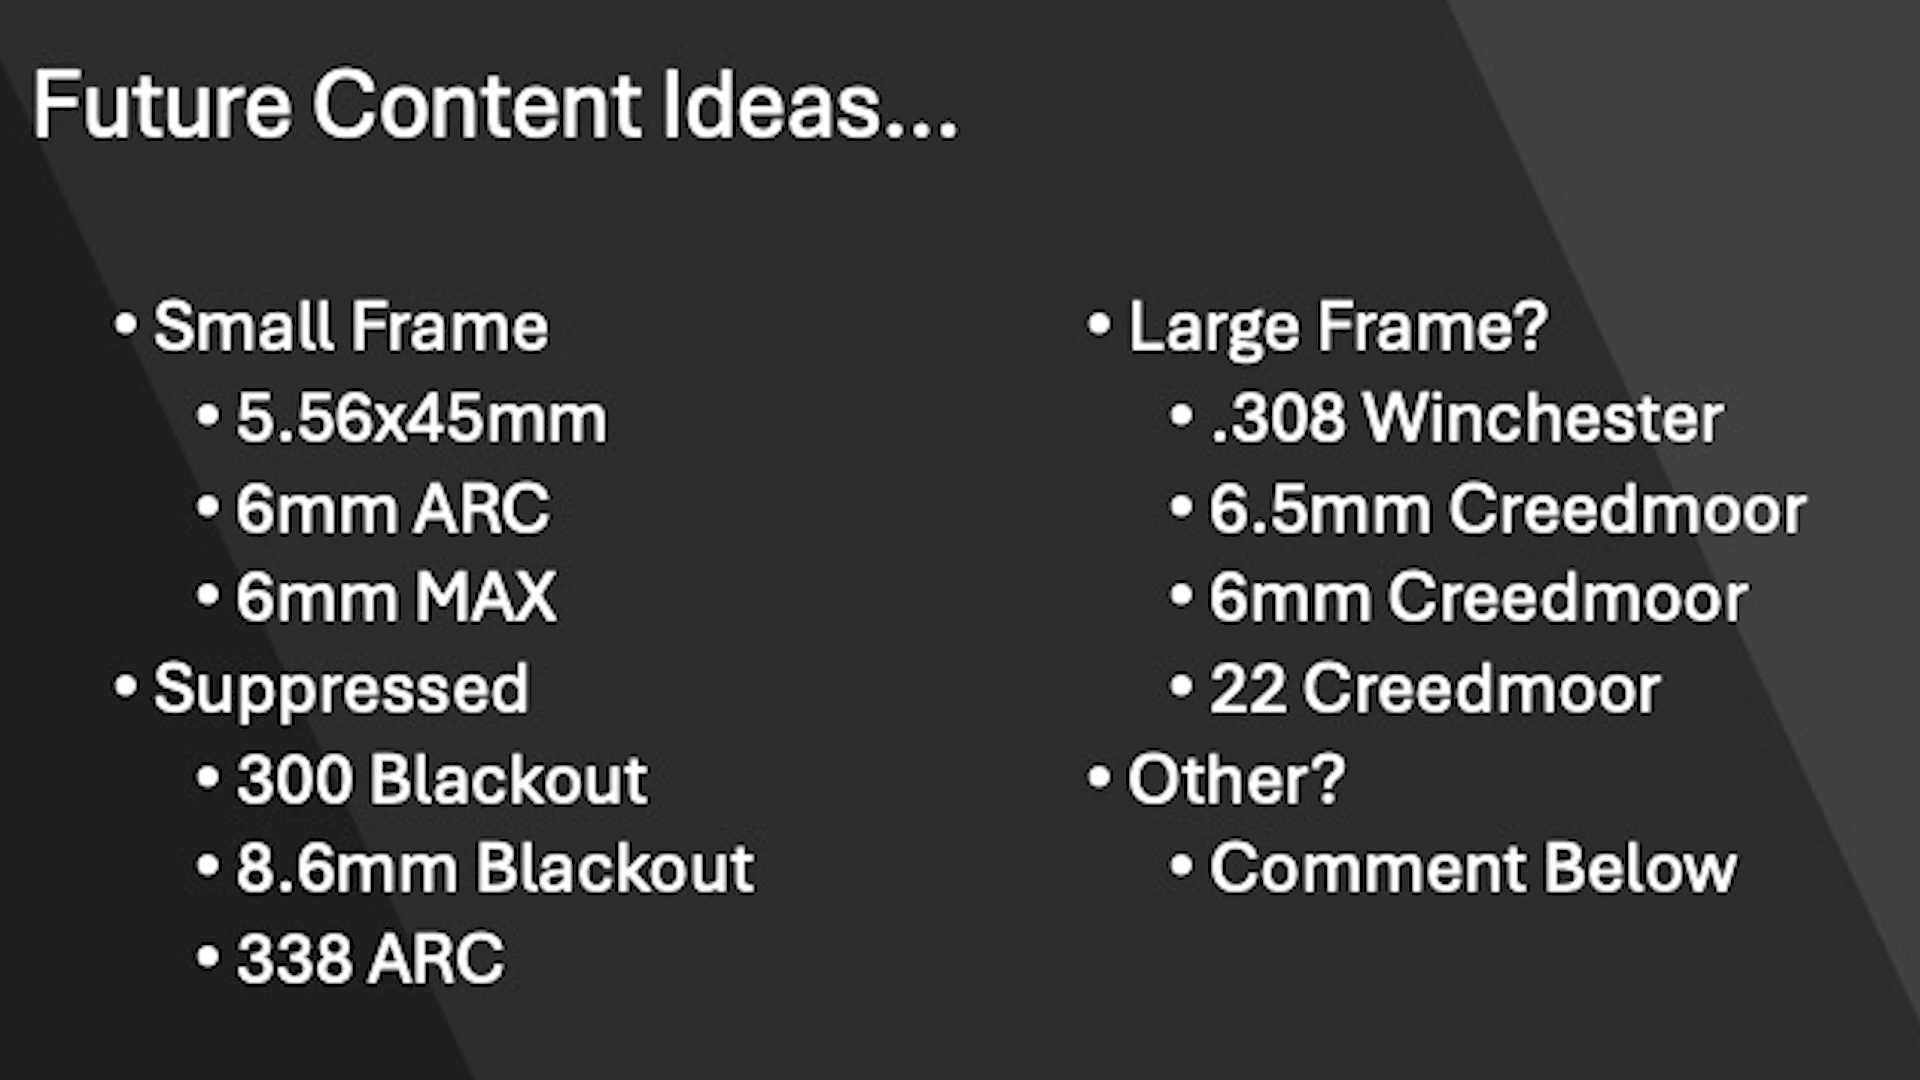 Future Content Ideas...
• Small Frame
• 5.56x45mm
• 6mm ARC
• 6mm MAX
• Suppressed
• 300 Blackout
• 8.6mm Blackout
• 338 ARC
• Large Frame?
• .308 Winchester
• 6.5mm Creedmoor
• 6mm Creedmoor
• 22 Creedmoor
• Other?
• Comment Below